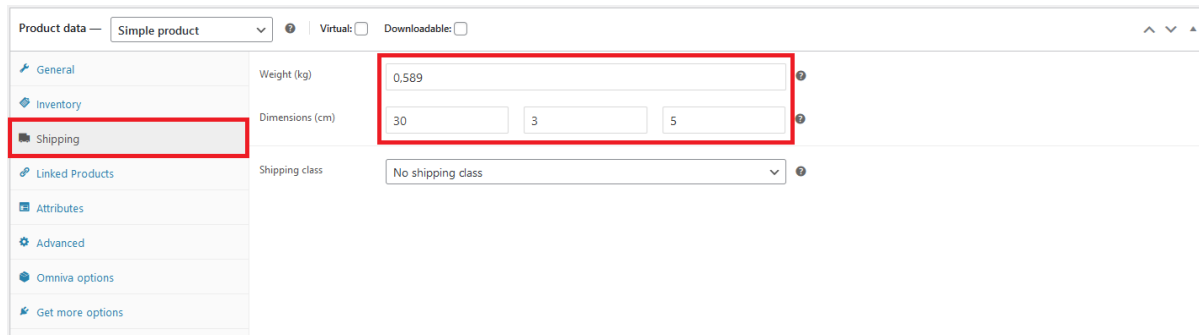 Product data — Simple product Virtual: Downloadable:
General
Inventory
Shipping
Linked Products
Attributes
Advanced
Omniva options
Get more options
Weight (kg) 0,589
Dimensions (cm) 30 3 5
Shipping class No shipping class